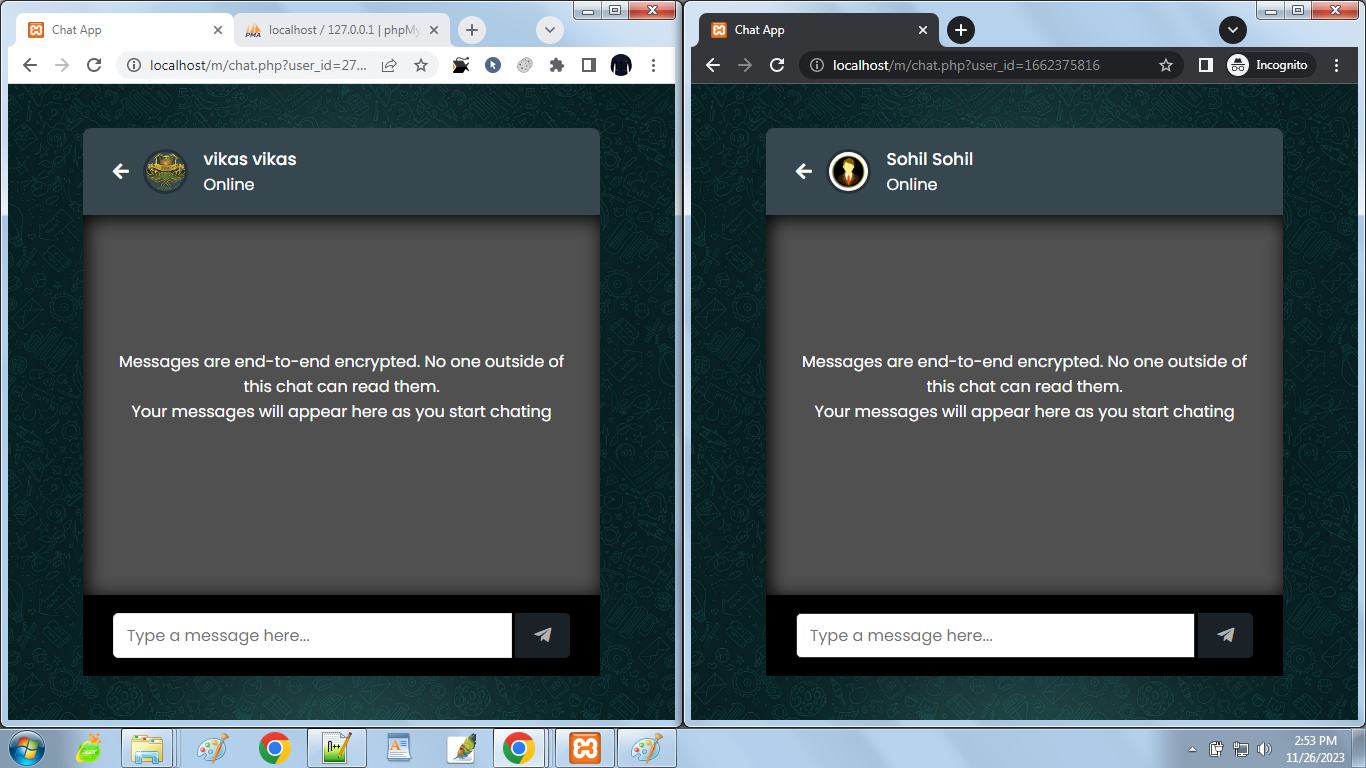 Chat App
localhost / 127.0.0.1 | phpMy
localhost/m/chat.php?user_id=27...
vikas vikas
Online
Messages are end-to-end encrypted. No one outside of
this chat can read them.
Your messages will appear here as you start chating
Type a message here...
Chat App
localhost/m/chat.php?user_id=1662375816
Incognito
Sohil Sohil
Online
Messages are end-to-end encrypted. No one outside of
this chat can read them.
Your messages will appear here as you start chating
Type a message here...
2:53 PM
11/26/2023